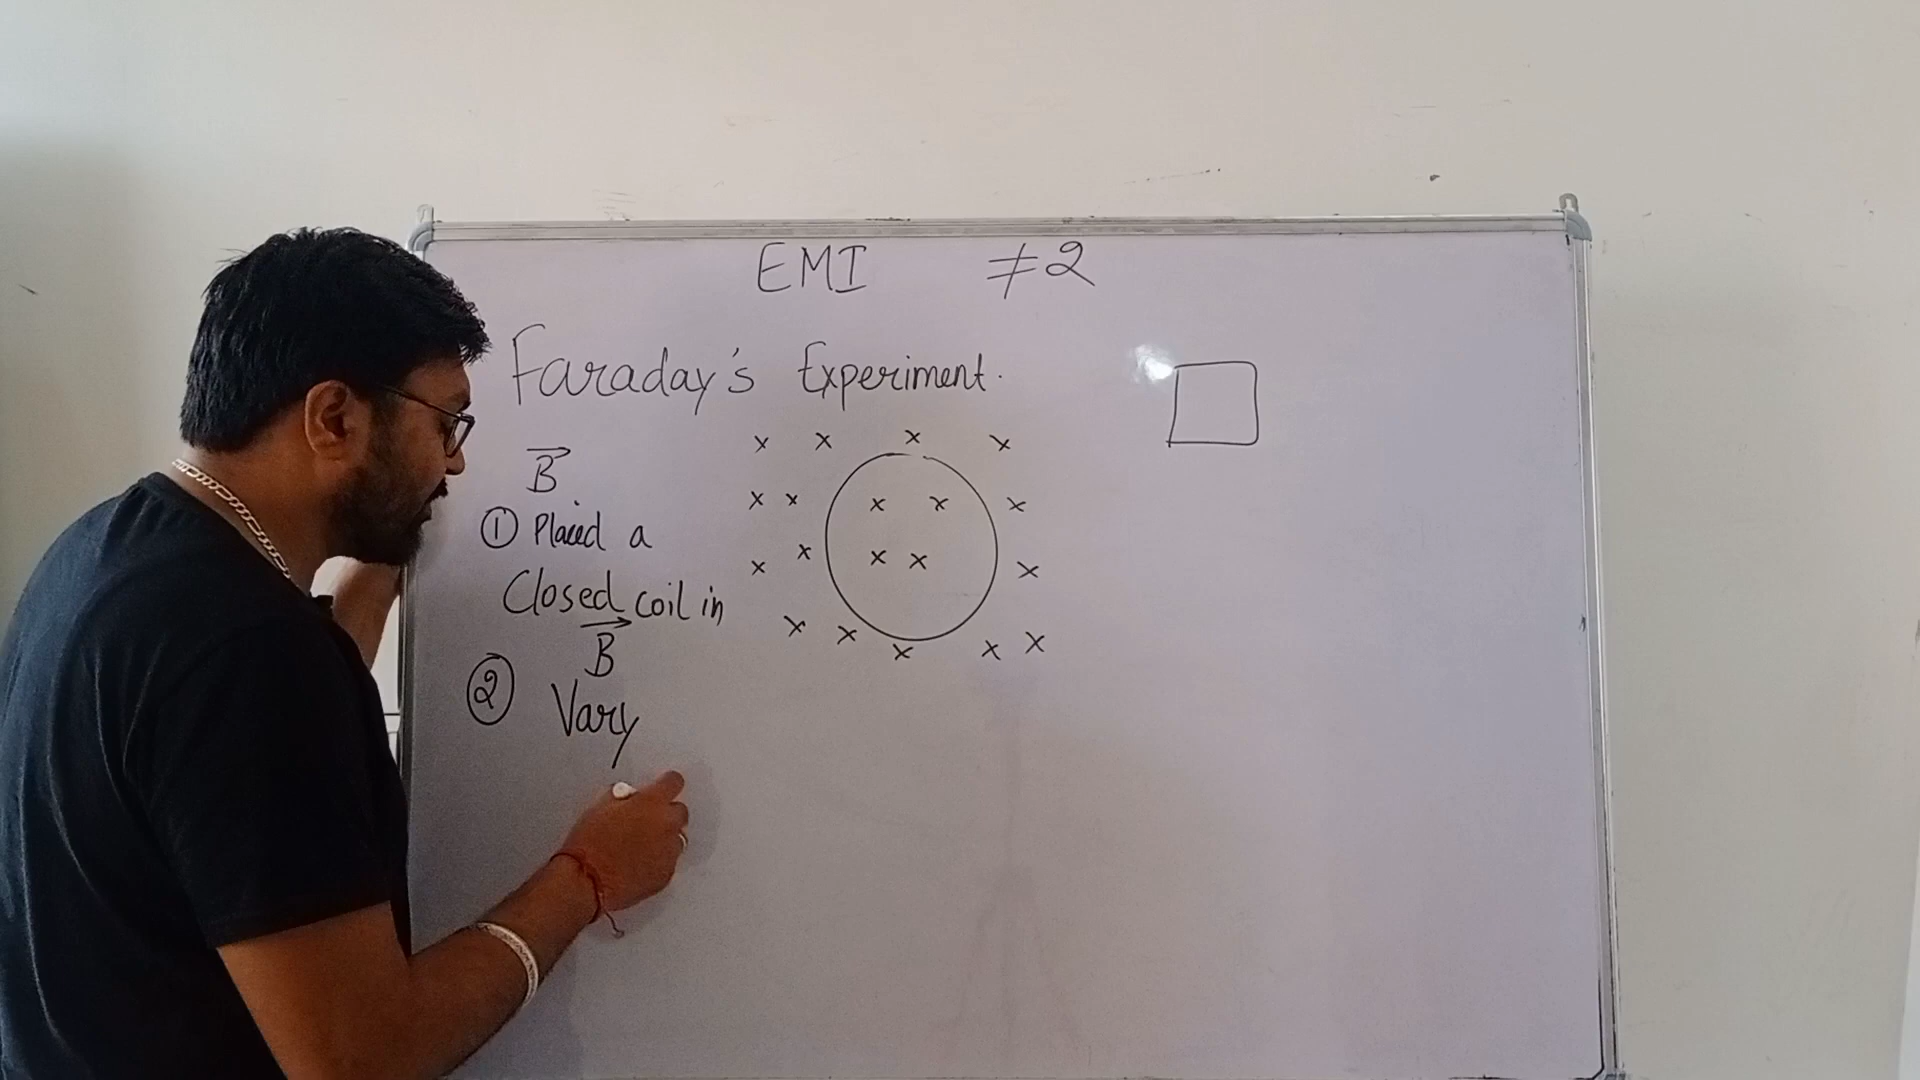 EMI #2
Faraday's Experiment.
B
① Placed a
Closed coil in
B
② Vary